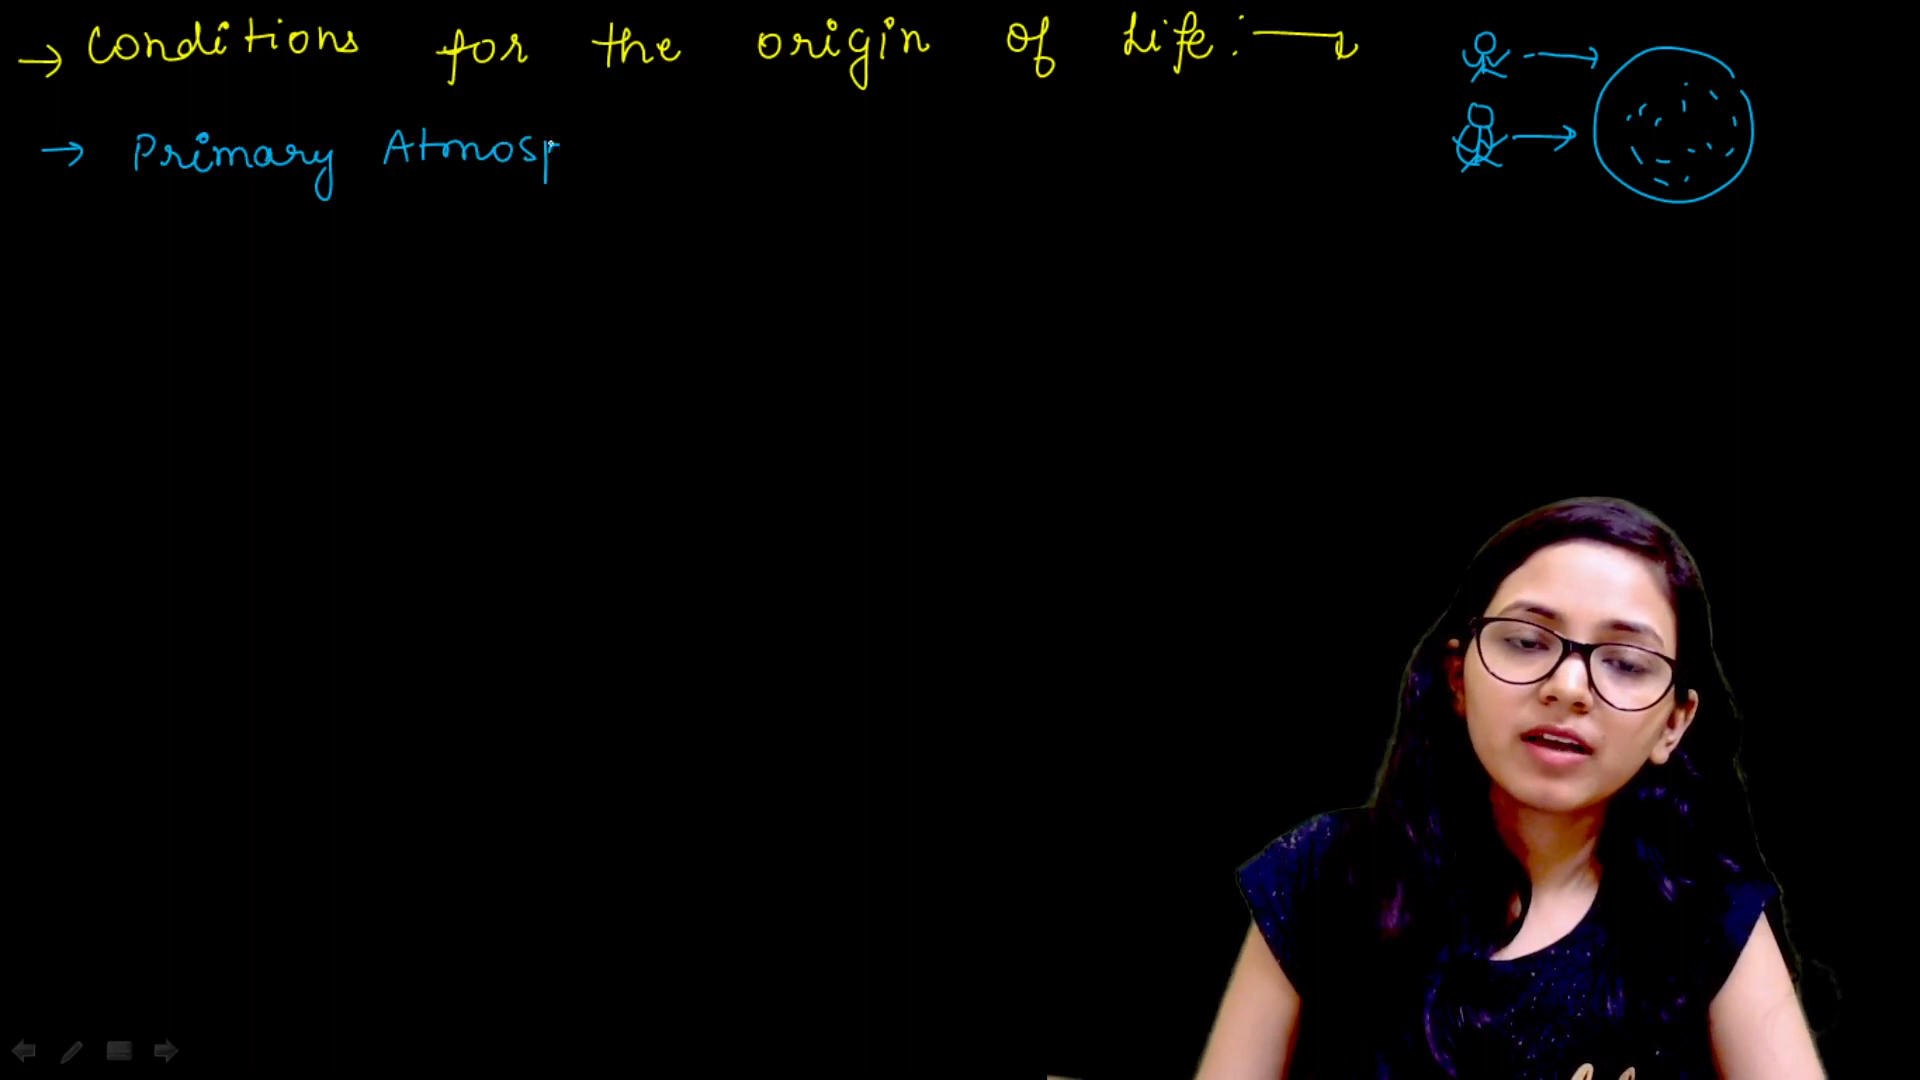 → Conditions for the origin of Life :→
→ Primary Atmosp